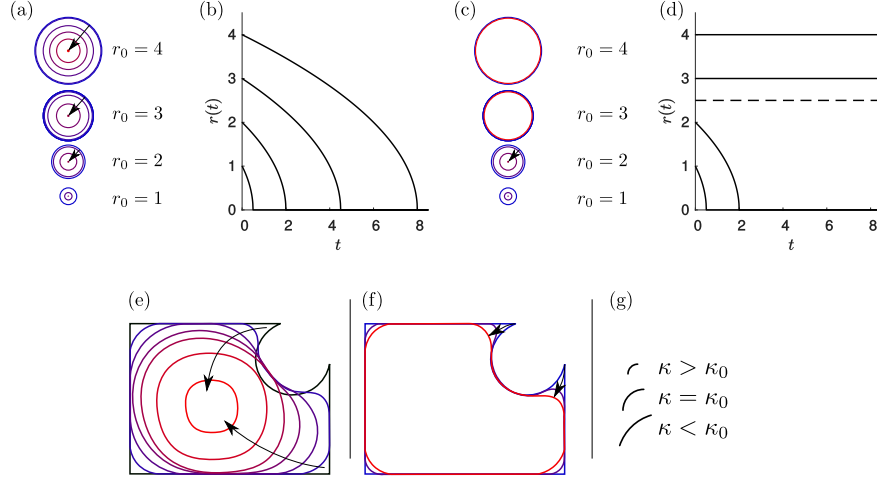 (a)
r₀ = 4
r₀ = 3
r₀ = 2
r₀ = 1
(b)
r(t)
4
3
2
1
0
0 2 4 6 8
t
(c)
r₀ = 4
r₀ = 3
r₀ = 2
r₀ = 1
(d)
r(t)
4
3
2
1
0
0 2 4 6 8
t
(e)
(f)
(g)
κ > κ₀
κ = κ₀
κ < κ₀